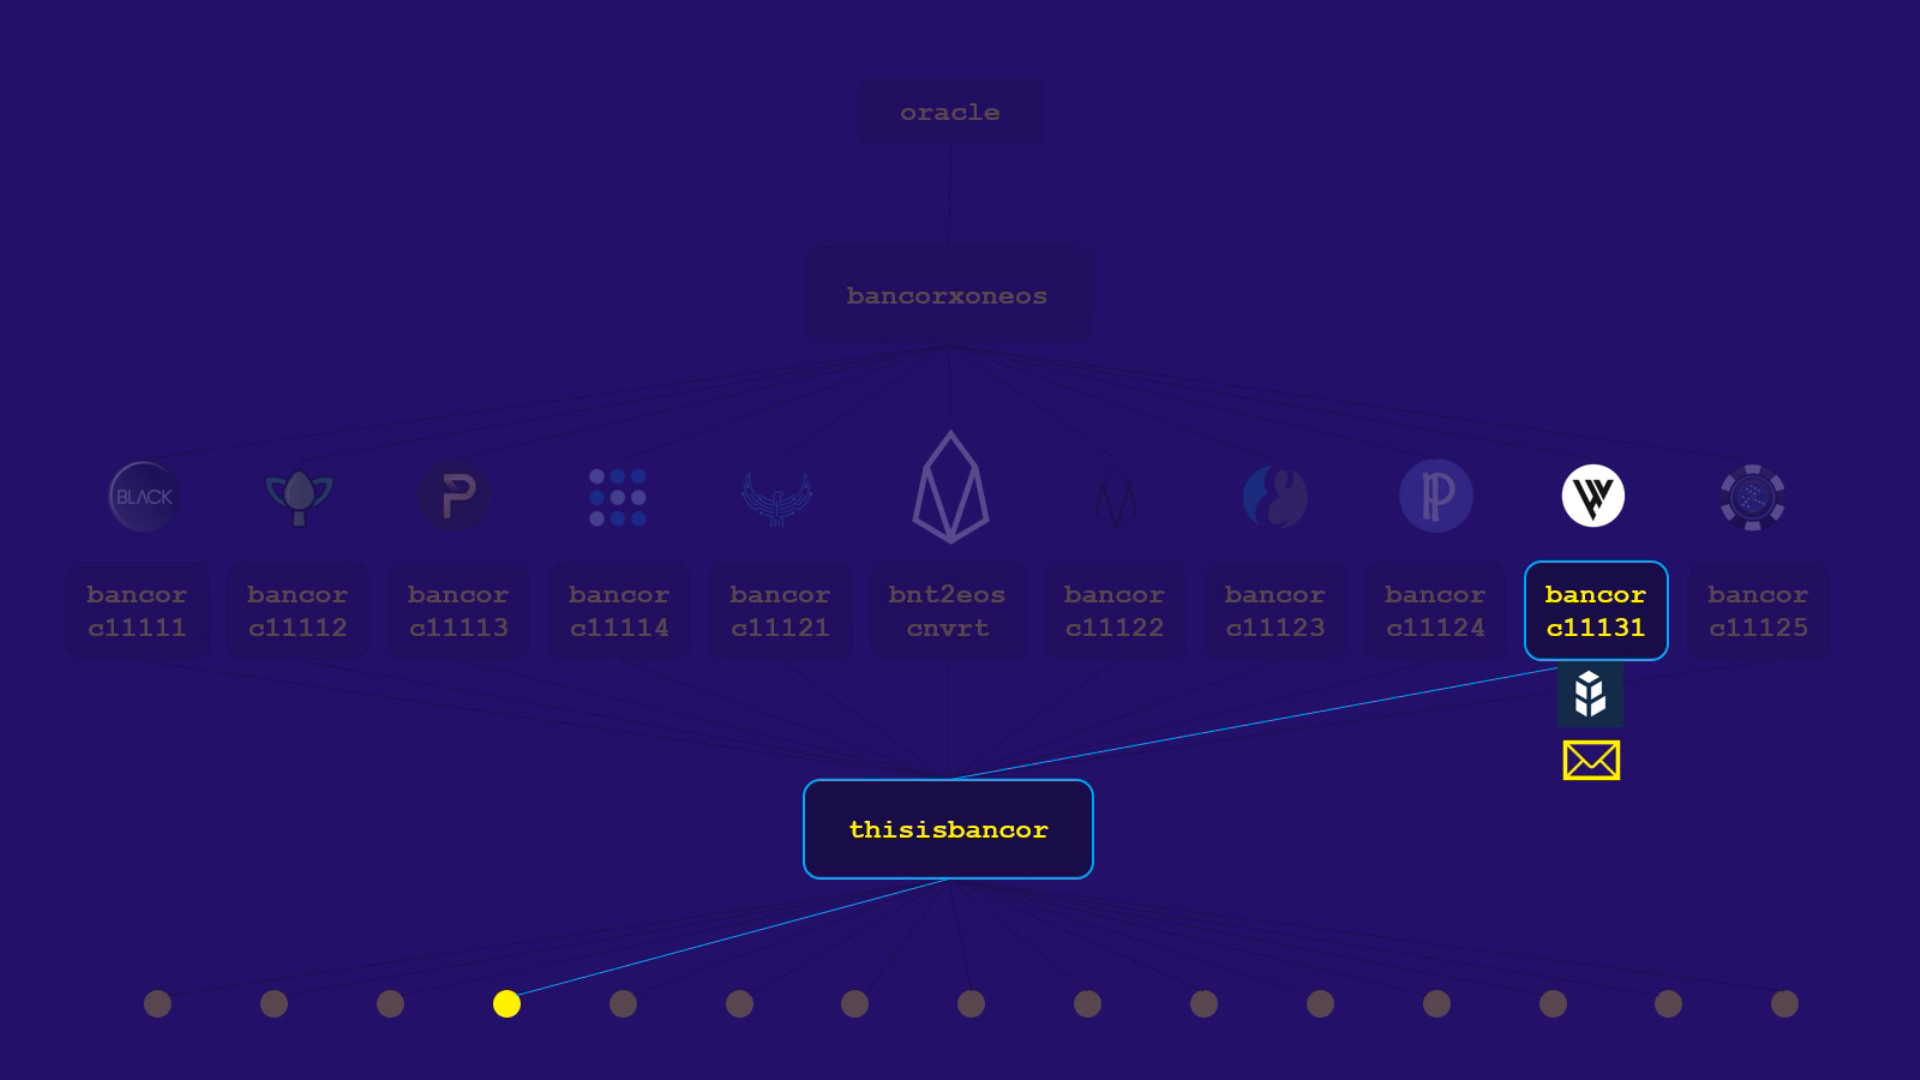 oracle
bancorxoneos
BLACK
bancor
c11111
bancor
c11112
bancor
c11113
bancor
c11114
bancor
c11121
bnt2eos
cnvrt
bancor
c11122
bancor
c11123
bancor
c11124
bancor
c11131
bancor
c11125
thisisbancor